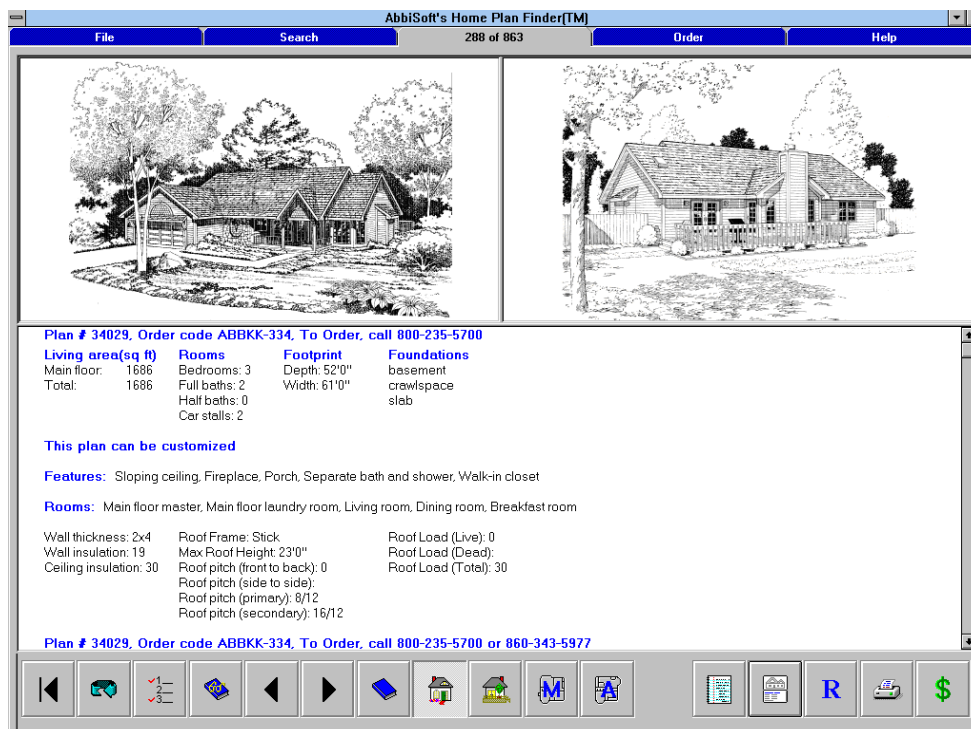 AbbiSoft's Home Plan Finder[TM]
File Search 288 of 863 Order Help
Plan # 34029, Order code ABBKK-334, To Order, call 800-235-5700
Living area(sq ft) Rooms Footprint Foundations
Main floor: 1686 Bedrooms: 3 Depth: 52'0" basement
Total: 1686 Full baths: 2 Width: 61'0" crawlspace
Half baths: 0 slab
Car stalls: 2
This plan can be customized
Features: Sloping ceiling, Fireplace, Porch, Separate bath and shower, Walk-in closet
Rooms: Main floor master, Main floor laundry room, Living room, Dining room, Breakfast room
Wall thickness: 2x4 Roof Frame: Stick Roof Load (Live): 0
Wall insulation: 19 Max Roof Height: 23'0" Roof Load (Dead):
Ceiling insulation: 30 Roof pitch (front to back): 0 Roof Load (Total): 30
Roof pitch (side to side):
Roof pitch (primary): 8/12
Roof pitch (secondary): 16/12
Plan # 34029, Order code ABBKK-334, To Order, call 800-235-5700 or 860-343-5977
1 2 3 M A R $